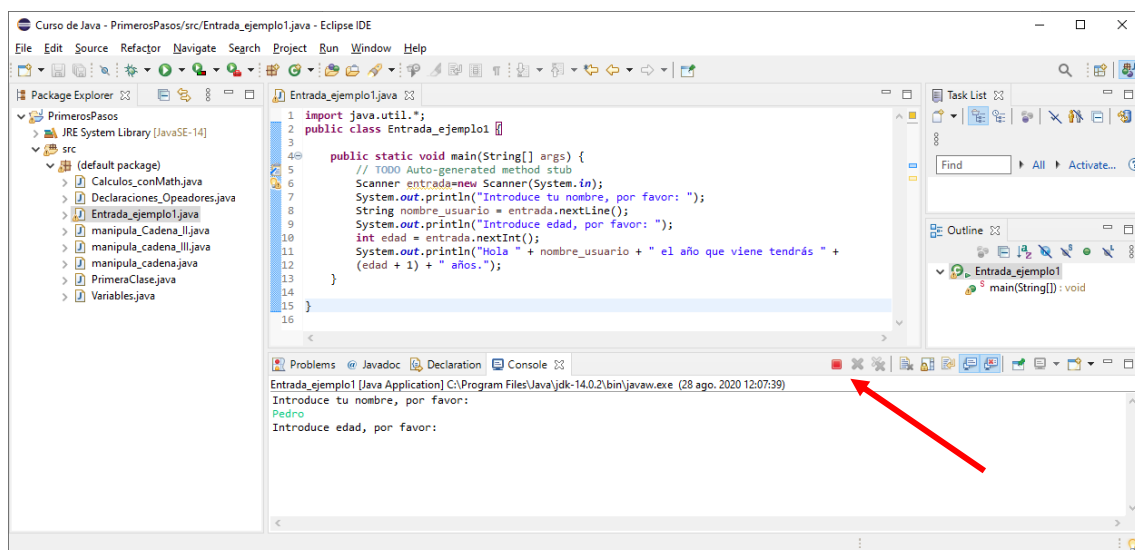 Curso de Java - PrimerosPasos/src/Entrada_ejemplo1.java - Eclipse IDE
File Edit Source Refactor Navigate Search Project Run Window Help
Package Explorer
PrimerosPasos
JRE System Library [JavaSE-14]
src
(default package)
Calculos_conMath.java
Declaraciones_Opeadores.java
Entrada_ejemplo1.java
manipula_Cadena_II.java
manipula_cadena_III.java
manipula_cadena.java
PrimeraClase.java
Variables.java
Entrada_ejemplo1.java
1 import java.util.*;
2 public class Entrada_ejemplo1 {
3
4 public static void main(String[] args) {
5 // TODO Auto-generated method stub
6 Scanner entrada=new Scanner(System.in);
7 System.out.println("Introduce tu nombre, por favor: ");
8 String nombre_usuario = entrada.nextLine();
9 System.out.println("Introduce edad, por favor: ");
10 int edad = entrada.nextInt();
11 System.out.println("Hola " + nombre_usuario + " el año que viene tendrás " +
12 (edad + 1) + " años.");
13 }
14
15 }
16
Task List
Find All Activate...
Outline
Entrada_ejemplo1
main(String[]) : void
Problems @ Javadoc Declaration Console
Entrada_ejemplo1 [Java Application] C:\Program Files\Java\jdk-14.0.2\bin\javaw.exe (28 ago. 2020 12:07:39)
Introduce tu nombre, por favor:
Pedro
Introduce edad, por favor: